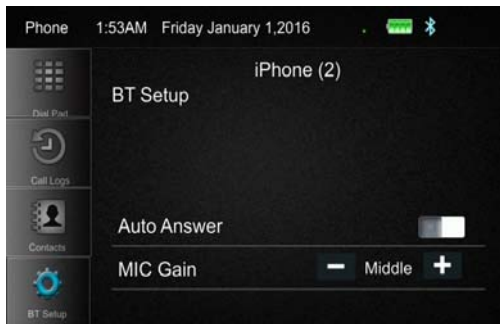 Phone 1:53AM Friday January 1,2016
iPhone (2)
BT Setup
Dial Pad
Call Logs
Contacts
BT Setup
Auto Answer
MIC Gain Middle